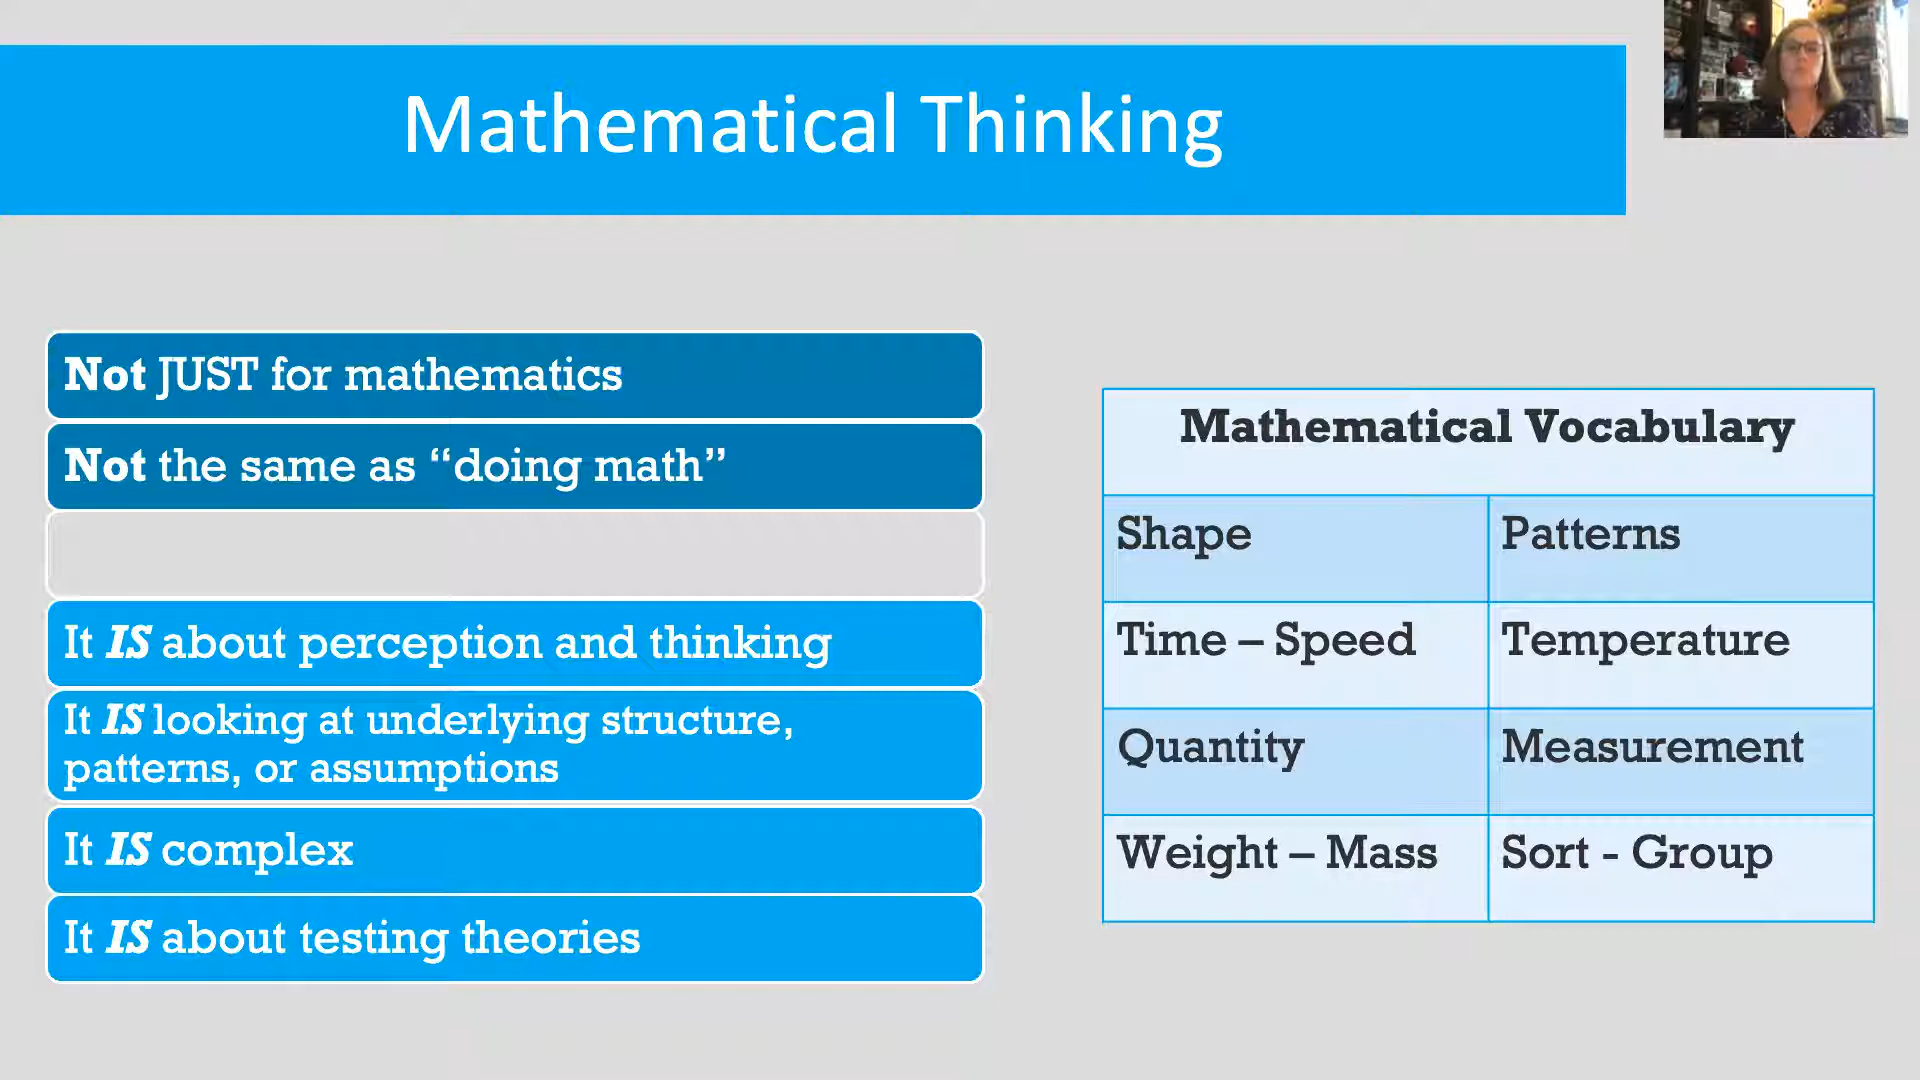 Mathematical Thinking
Not JUST for mathematics
Not the same as “doing math”
It IS about perception and thinking
It IS looking at underlying structure,
patterns, or assumptions
It IS complex
It IS about testing theories
Mathematical Vocabulary
Shape
Patterns
Time – Speed
Temperature
Quantity
Measurement
Weight – Mass
Sort - Group